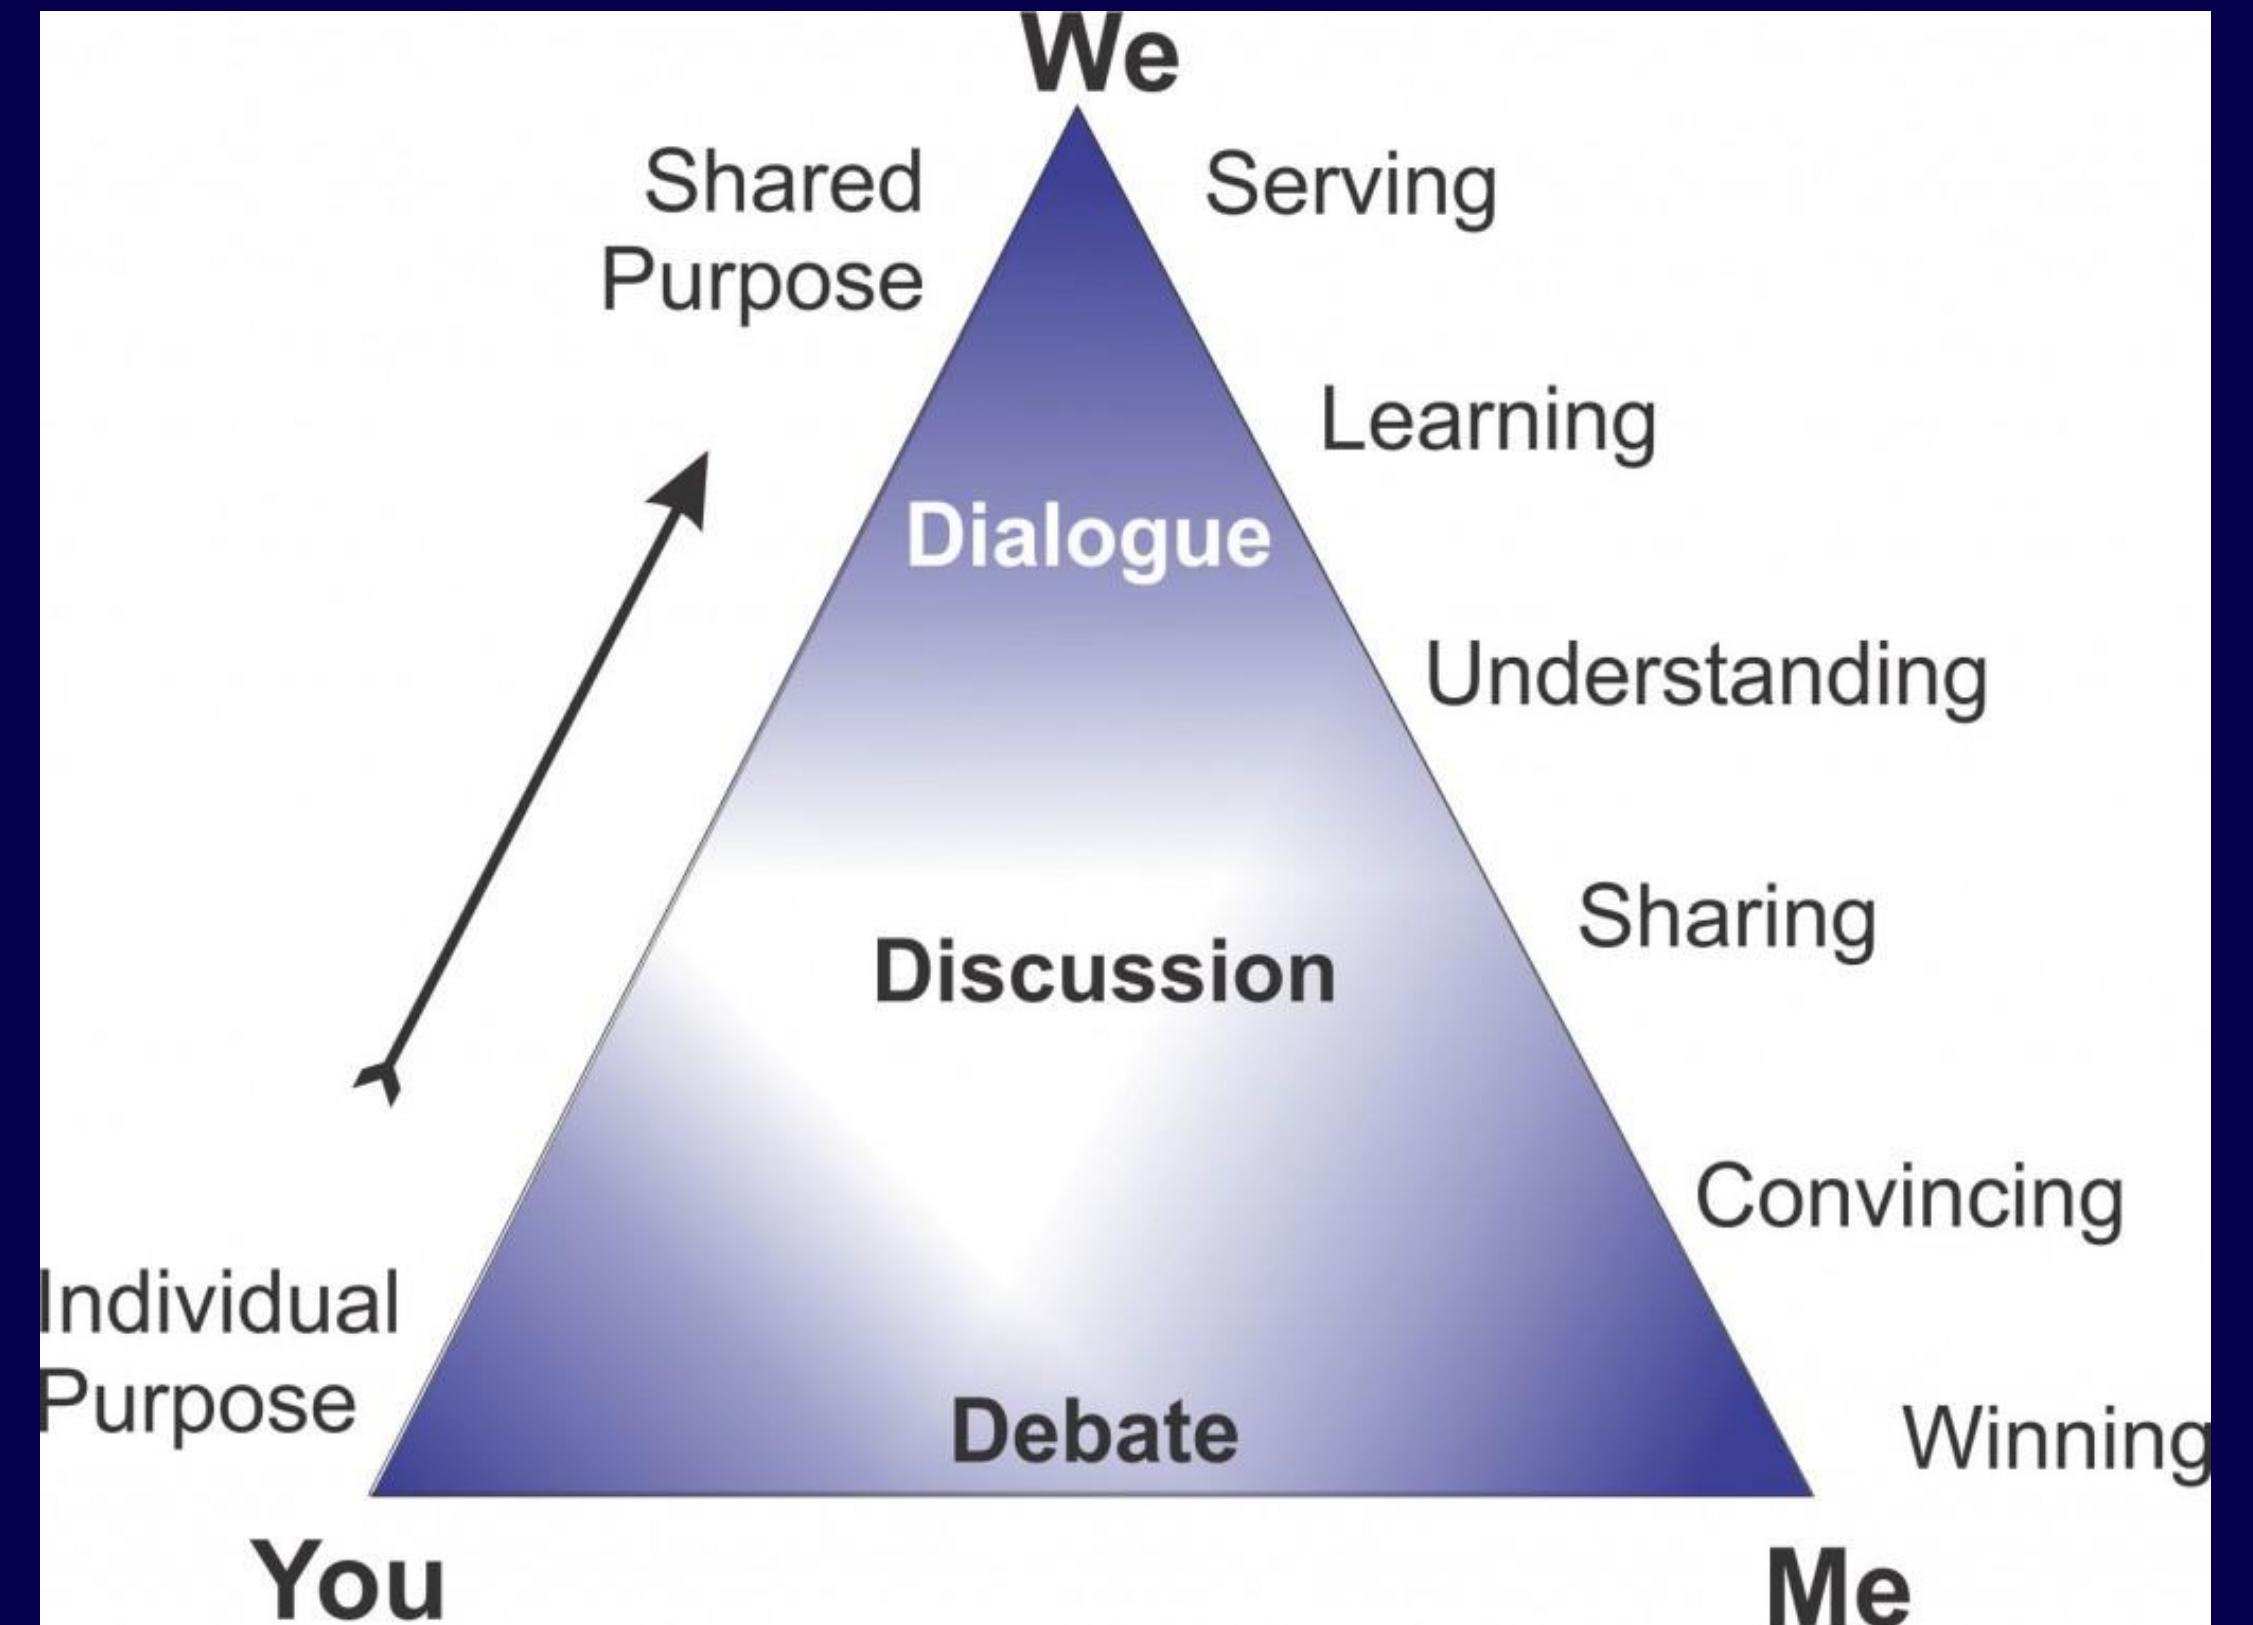 We
Shared
Purpose
Serving
Learning
Dialogue
Understanding
Sharing
Discussion
Convincing
Individual
Purpose
Debate
Winning
You
Me